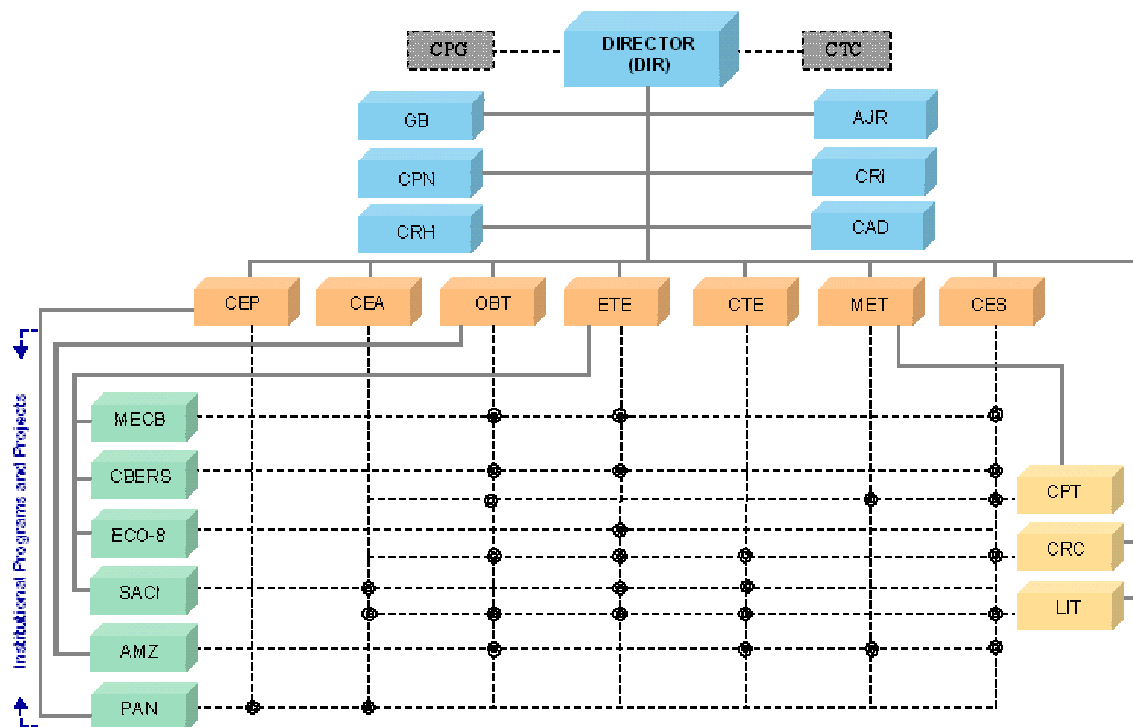 CPG
DIRECTOR
(DIR)
CTC
GB
AJR
CPN
CRI
CRH
CAD
CEP
CEA
OBT
ETE
CTE
MET
CES
Institutional Programs and Projects
MECB
CBERS
CPT
ECO-8
CRC
SACI
LIT
AMZ
PAN